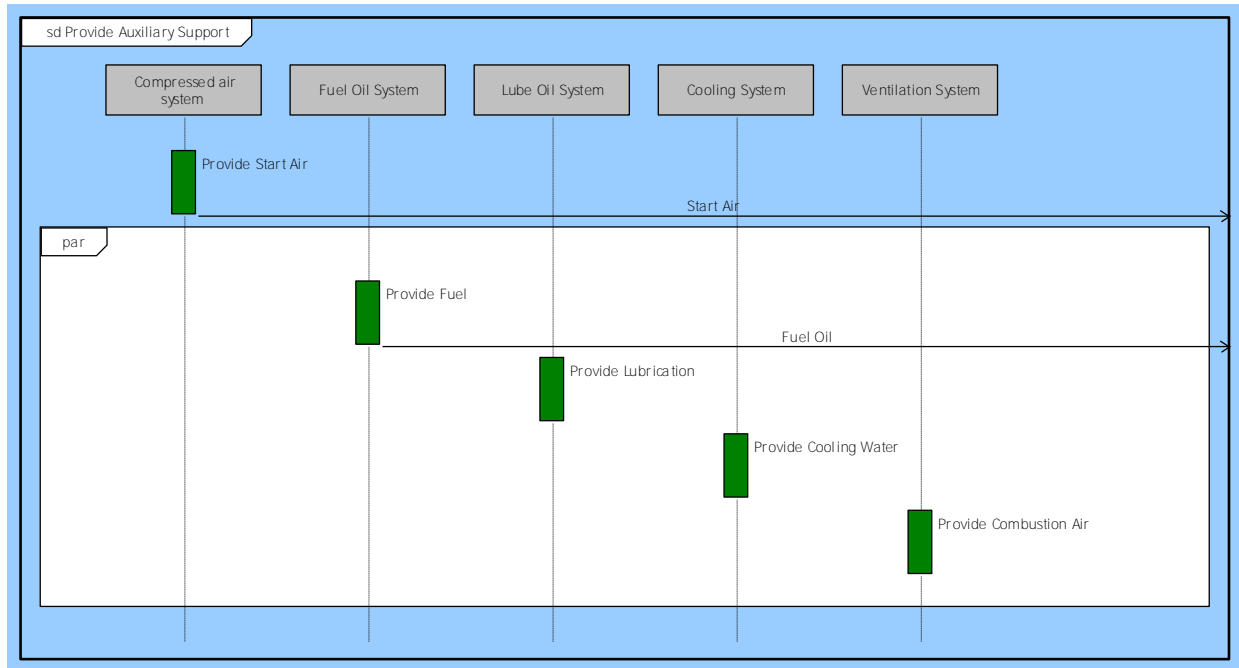 sd Provide Auxiliary Support
Compressed air
system
Fuel Oil System
Lube Oil System
Cooling System
Ventilation System
Provide Start Air
Start Air
par
Provide Fuel
Fuel Oil
Provide Lubrication
Provide Cooling Water
Provide Combustion Air